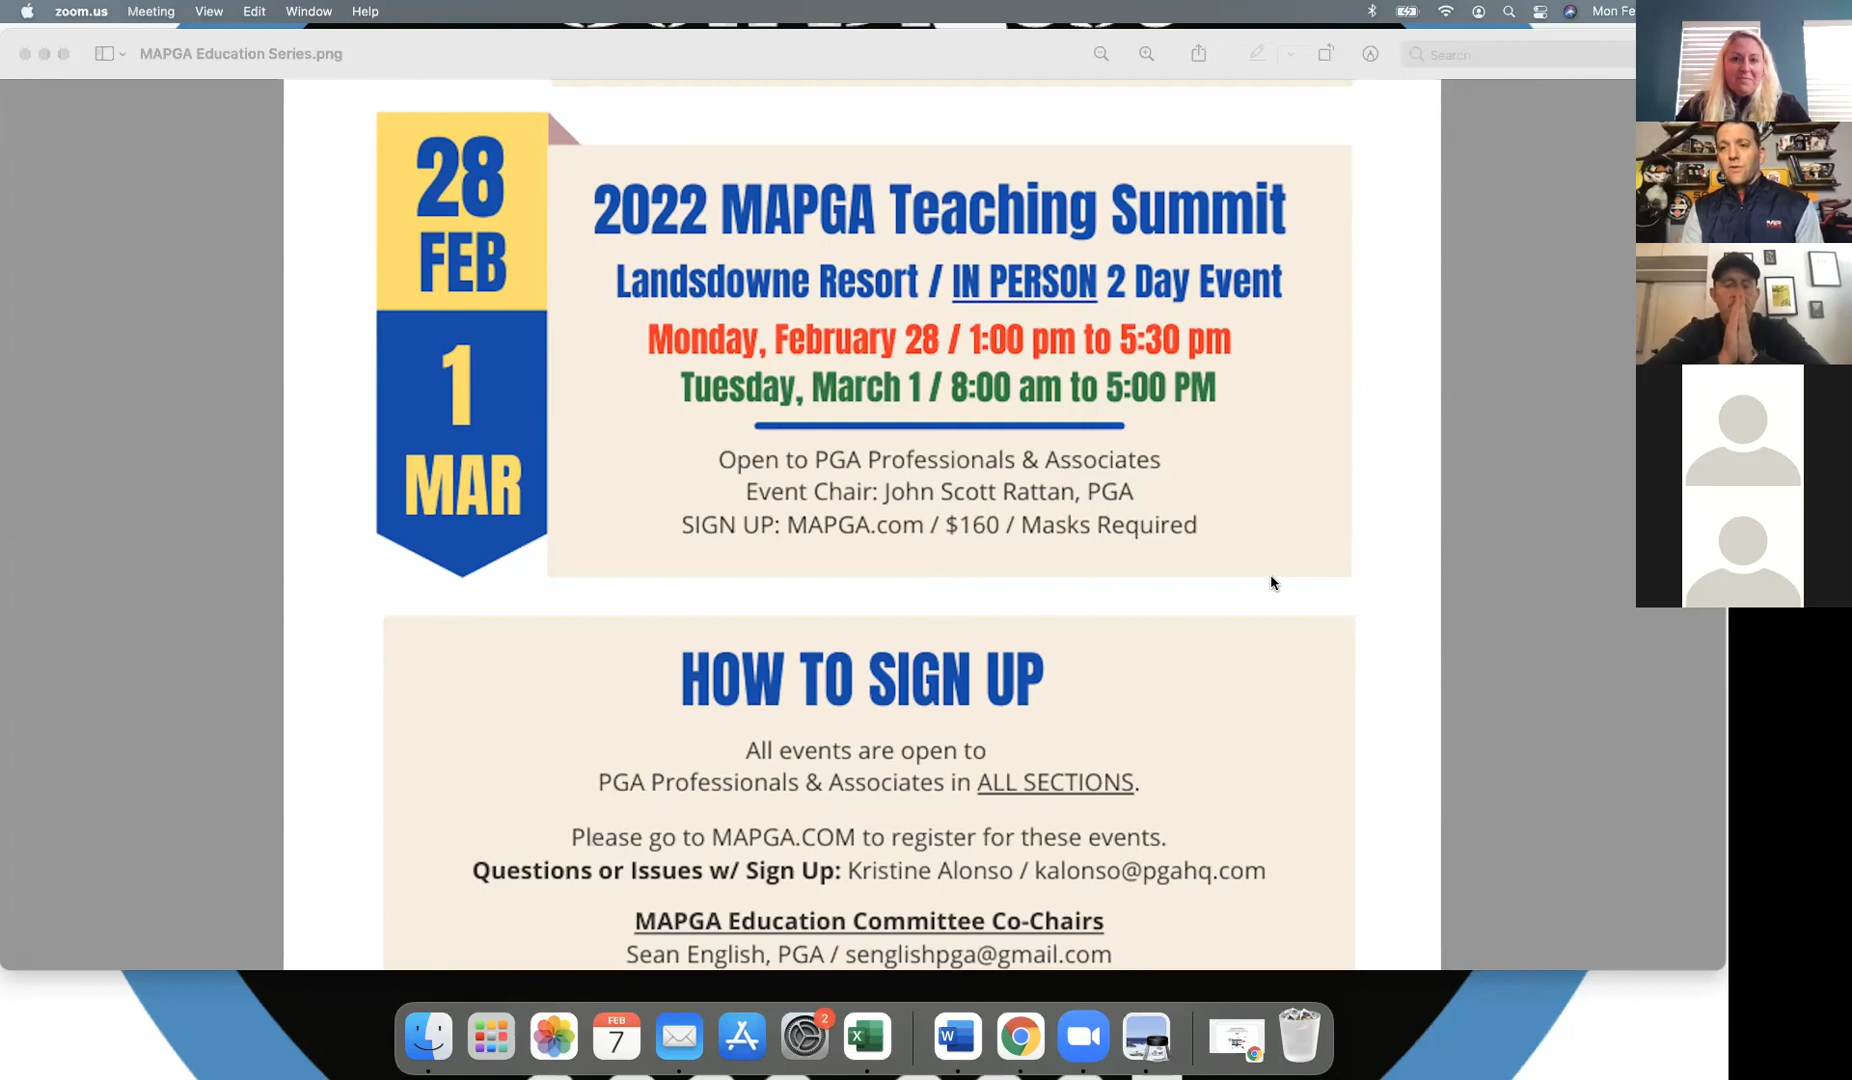 zoom.us Meeting View Edit Window Help Mon Fe
MAPGA Education Series.png
Search
28
FEB
1
MAR
2022 MAPGA Teaching Summit
Landsdowne Resort / IN PERSON 2 Day Event
Monday, February 28 / 1:00 pm to 5:30 pm
Tuesday, March 1 / 8:00 am to 5:00 PM
Open to PGA Professionals & Associates
Event Chair: John Scott Rattan, PGA
SIGN UP: MAPGA.com / $160 / Masks Required
HOW TO SIGN UP
All events are open to
PGA Professionals & Associates in ALL SECTIONS.
Please go to MAPGA.COM to register for these events.
Questions or Issues w/ Sign Up: Kristine Alonso / kalonso@pgahq.com
MAPGA Education Committee Co-Chairs
Sean English, PGA / senglishpga@gmail.com
FEB
7
2
X
W